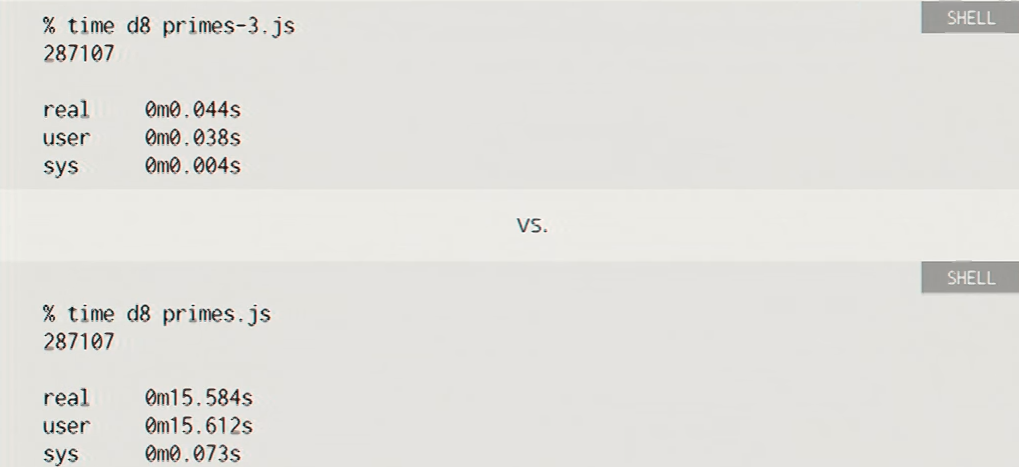 SHELL
% time d8 primes-3.js
287107
real 0m0.044s
user 0m0.038s
sys 0m0.004s
vs.
SHELL
% time d8 primes.js
287107
real 0m15.584s
user 0m15.612s
sys 0m0.073s